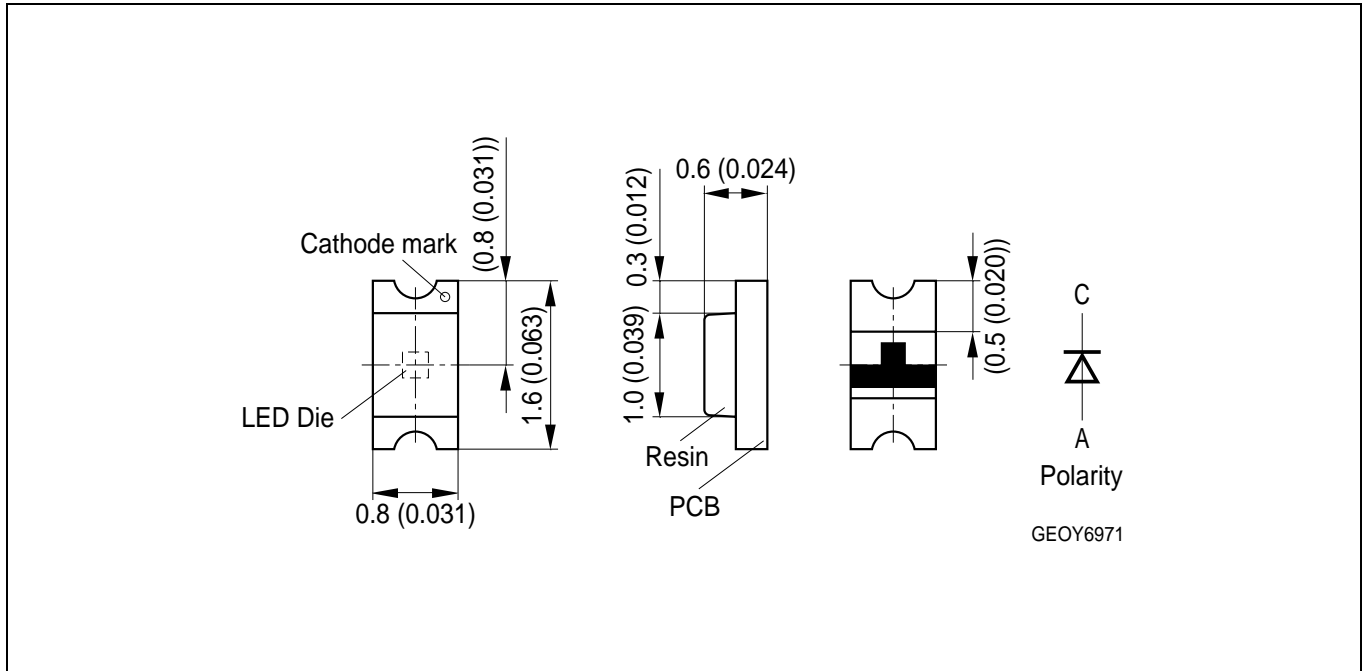 Cathode mark
LED Die
0.8 (0.031)
(0.8 (0.031))
1.6 (0.063)
0.6 (0.024)
0.3 (0.012)
1.0 (0.039)
Resin
PCB
(0.5 (0.020))
C
A
Polarity
GEOY6971